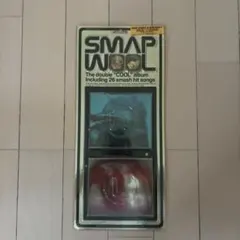 SMAP
WOOL
The double "COOL" album
including 26 smash hit songs